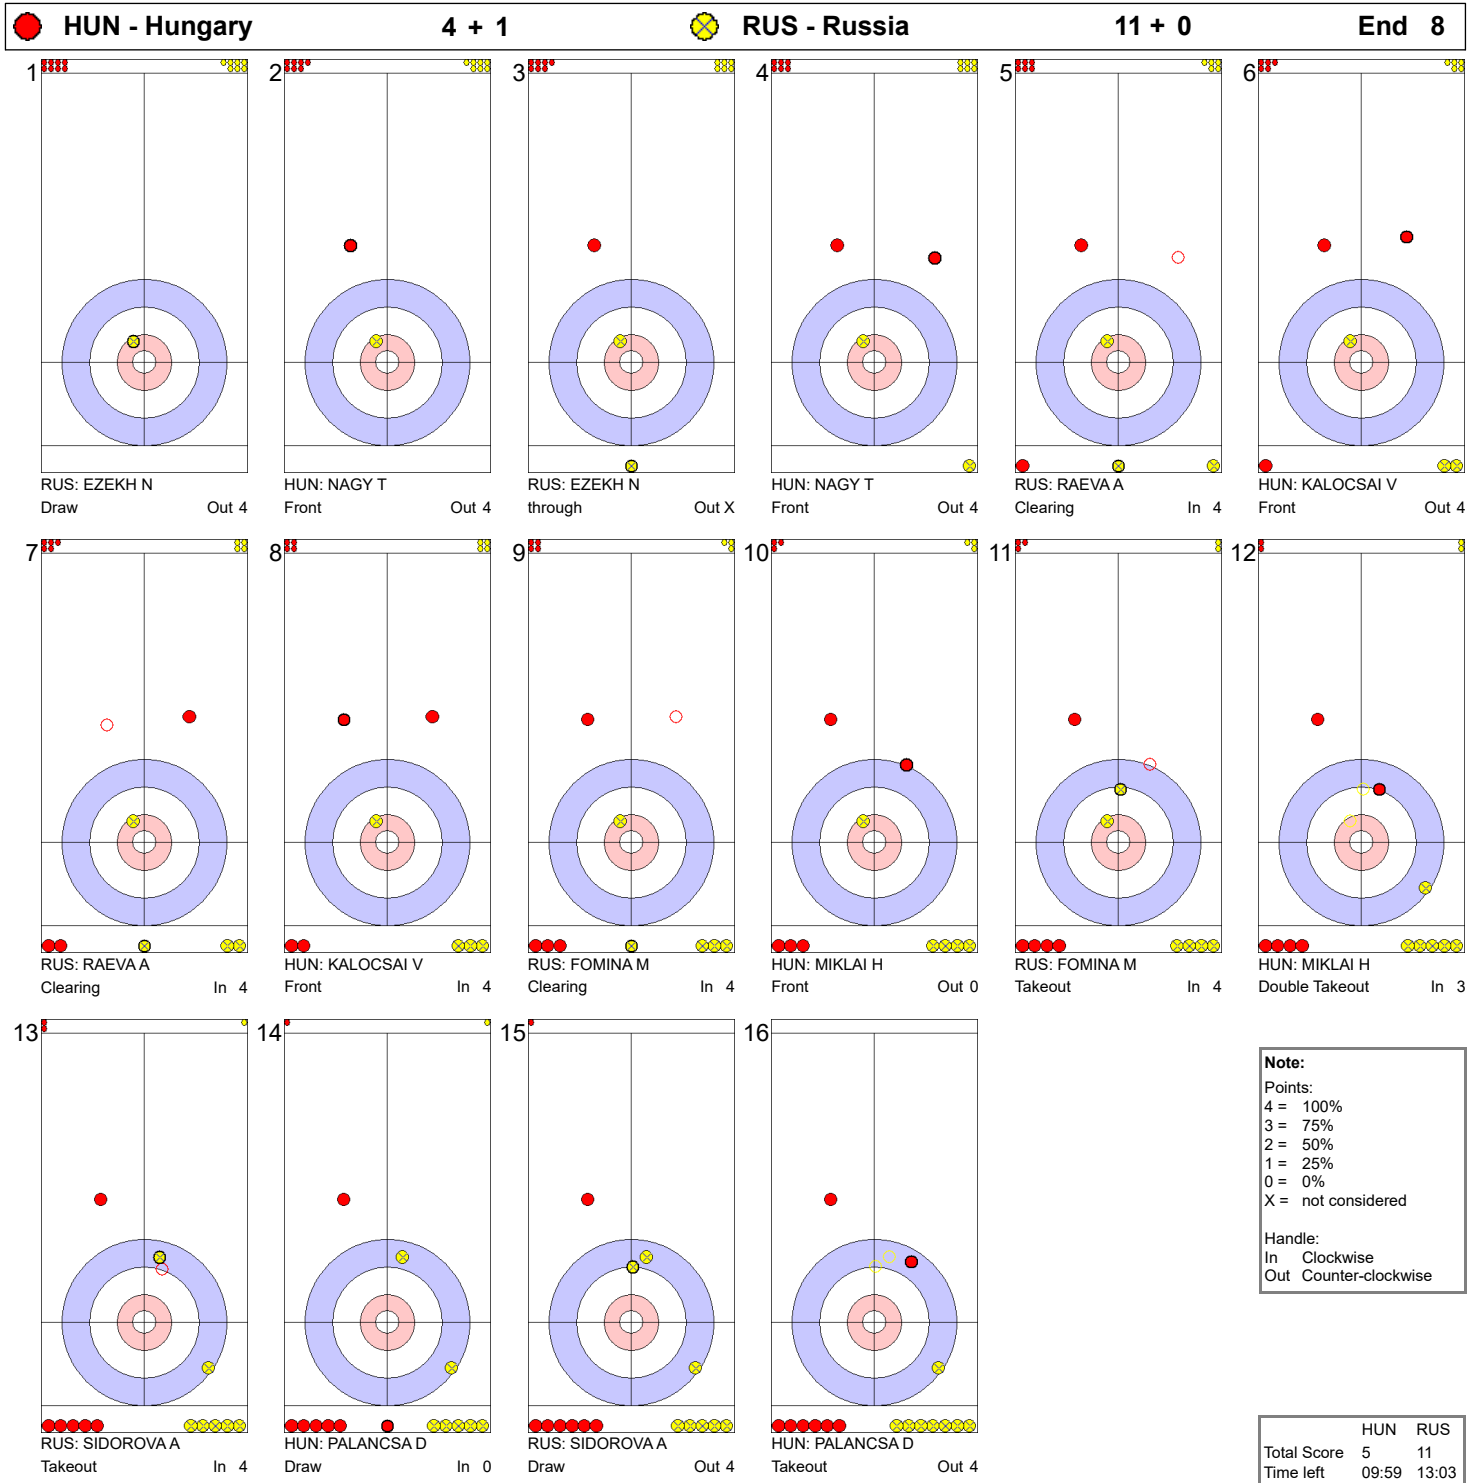 HUN - Hungary 4 + 1 RUS - Russia 11 + 0 End 8
1 2 3 4 5 6
RUS: EZEKH N HUN: NAGY T RUS: EZEKH N HUN: NAGY T RUS: RAEVA A HUN: KALOCSAI V
Draw Out 4 Front Out 4 through Out X Front Out 4 Clearing In 4 Front Out 4
7 8 9 10 11 12
RUS: RAEVA A HUN: KALOCSAI V RUS: FOMINA M HUN: MIKLAI H RUS: FOMINA M HUN: MIKLAI H
Clearing In 4 Front In 4 Clearing In 4 Front Out 0 Takeout In 4 Double Takeout In 3
13 14 15 16
RUS: SIDOROVA A HUN: PALANCSA D RUS: SIDOROVA A HUN: PALANCSA D
Takeout In 4 Draw In 0 Draw Out 4 Takeout Out 4
Note:
Points:
4 = 100%
3 = 75%
2 = 50%
1 = 25%
0 = 0%
X = not considered
Handle:
In Clockwise
Out Counter-clockwise
HUN RUS
Total Score 5 11
Time left 09:59 13:03